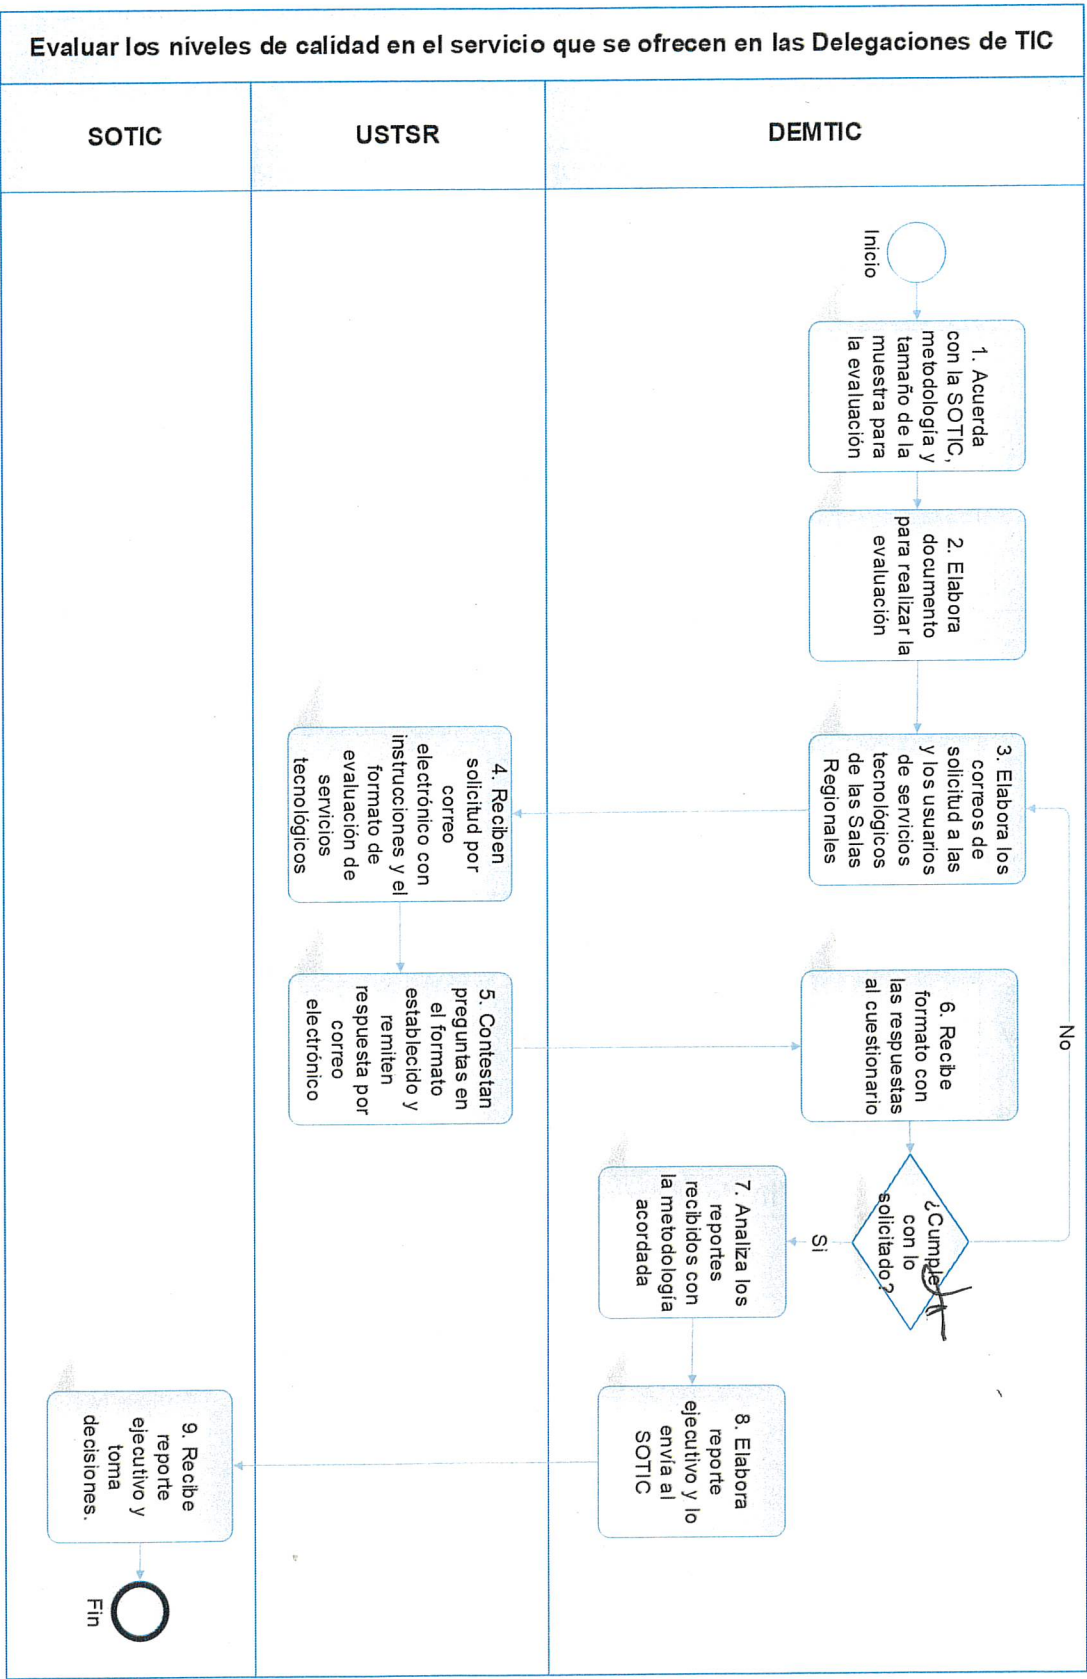 Evaluar los niveles de calidad en el servicio que se ofrecen en las Delegaciones de TIC
SOTIC
USTSR
DEMTIC
Inicio
1. Acuerda
con la SOTIC,
metodología y
tamaño de la
muestra para
la evaluación
2. Elabora
documento
para realizar la
evaluación
3. Elabora los
correos de
solicitud a las
y los usuarios
de servicios
tecnológicos
de las Salas
Regionales
4. Reciben
solicitud por
correo
electrónico con
instrucciones y el
formato de
evaluación de
servicios
tecnológicos
5. Contestan
preguntas en
el formato
establecido y
remiten
respuesta por
correo
electrónico
6. Recibe
formato con
las respuestas
al cuestionario
¿Cumple
con lo
solicitado?
No
Si
7. Analiza los
reportes
recibidos con
la metodología
acordada
8. Elabora
reporte
ejecutivo y lo
envía al
SOTIC
9. Recibe
reporte
ejecutivo y
toma
decisiones.
Fin